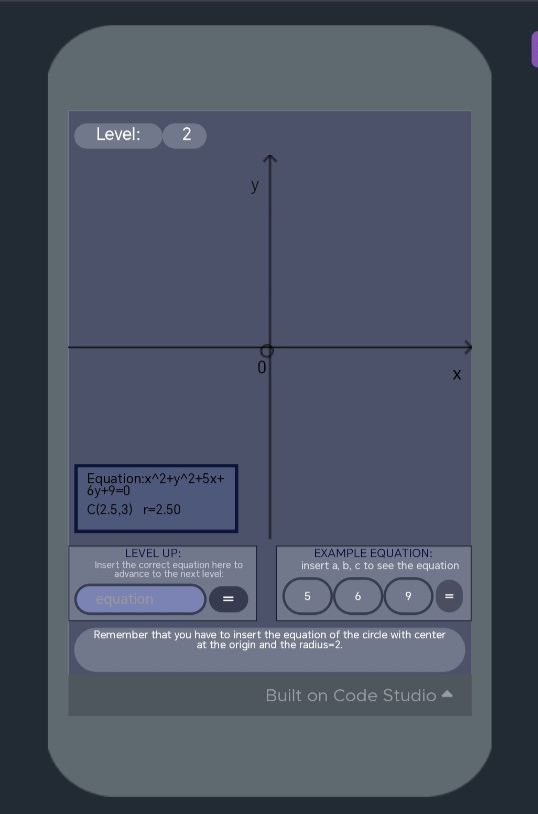 Level: 2
y
0
x
Equation:x^2+y^2+5x+
6y+9=0
C(2.5,3) r=2.50
LEVEL UP:
Insert the correct equation here to
advance to the next level:
equation =
EXAMPLE EQUATION:
insert a, b, c to see the equation
5 6 9 =
Remember that you have to insert the equation of the circle with center
at the origin and the radius=2.
Built on Code Studio